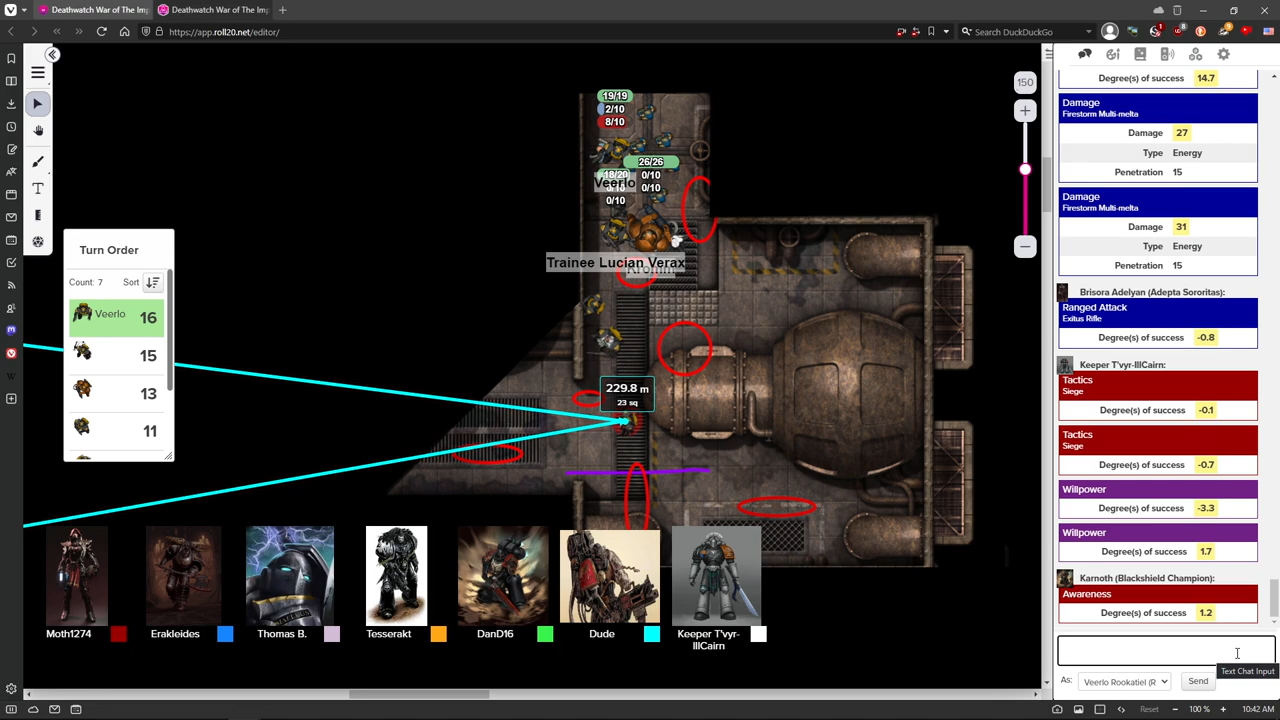 Deathwatch War of The Imp
Deathwatch War of The Imp
https://app.roll20.net/editor/
Search DuckDuckGo
19/19
2/10
8/10
26/26
18/20
0/10
0/10
0/10
0/10
Veerlo
Trainee Lucian Verax
229.8 m
23 sq
150
Turn Order
Count: 7
Sort
Veerlo
16
15
13
11
Moth1274
Erakleides
Thomas B.
Tesserakt
DanD16
Dude
Keeper T'vyr-
IllCairn
Degree(s) of success 14.7
Damage
Firestorm Multi-melta
Damage 27
Type Energy
Penetration 15
Damage
Firestorm Multi-melta
Damage 31
Type Energy
Penetration 15
Brisora Adelyan (Adepta Sororitas):
Ranged Attack
Exitus Rifle
Degree(s) of success -0.8
Keeper T'vyr-IllCairn:
Tactics
Siege
Degree(s) of success -0.1
Tactics
Siege
Degree(s) of success -0.7
Willpower
Degree(s) of success -3.3
Willpower
Degree(s) of success 1.7
Karnoth (Blackshield Champion):
Awareness
Degree(s) of success 1.2
Text Chat Input
As: Veerlo Rookatiel (R
Send
Reset
100 %
10:42 AM